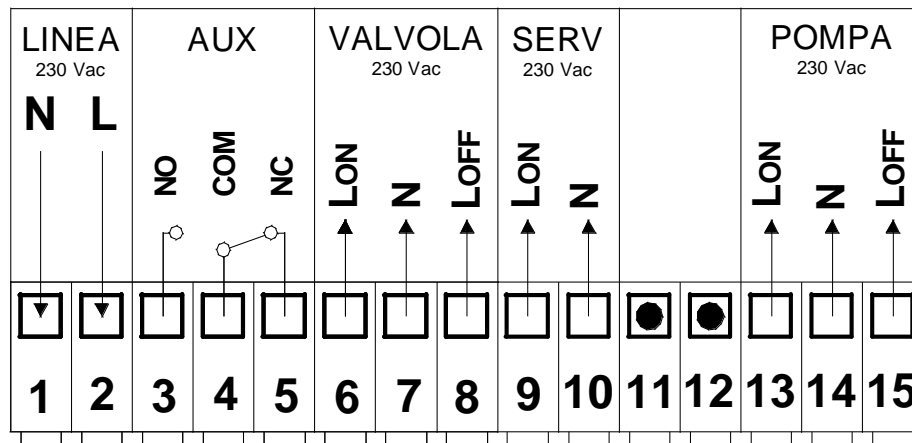 LINEA AUX VALVOLA SERV POMPA
230 Vac 230 Vac 230 Vac 230 Vac
N L
NO COM NC LON N LOFF LON N LON N LOFF
1 2 3 4 5 6 7 8 9 10 11 12 13 14 15